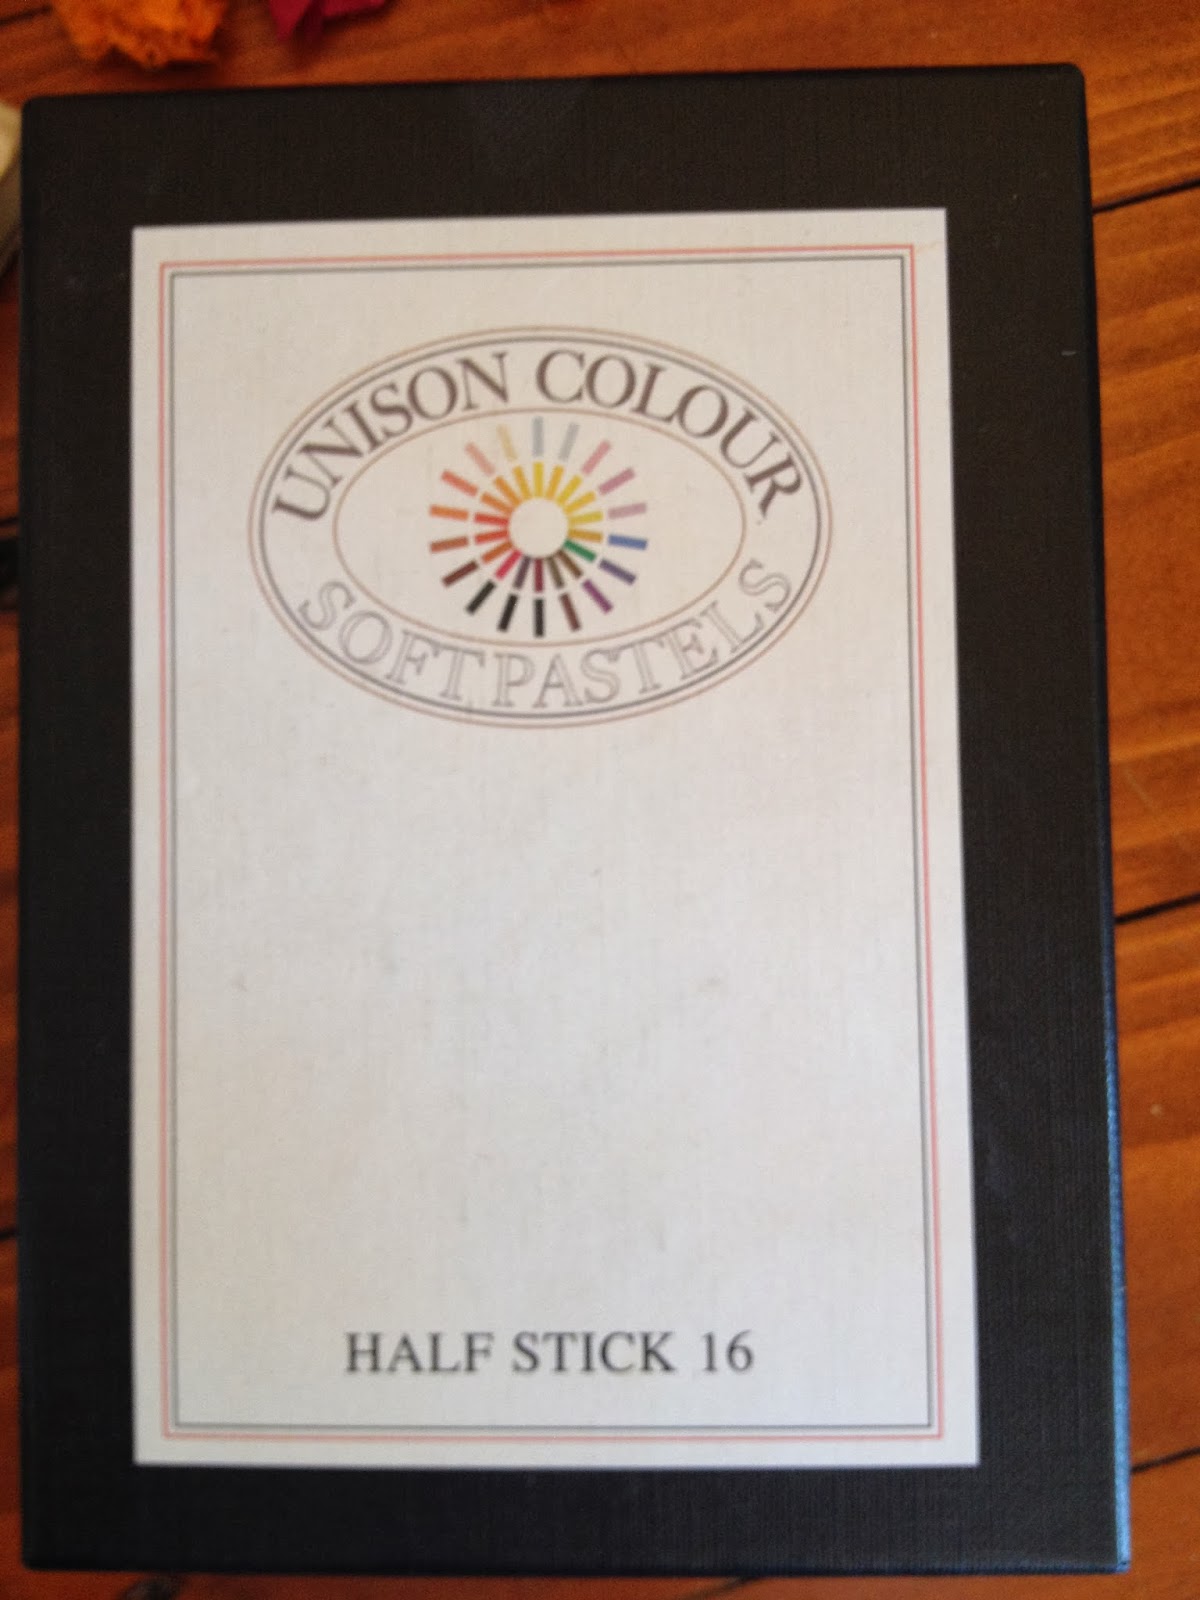 UNISON COLOUR
SOFT PASTELS
HALF STICK 16